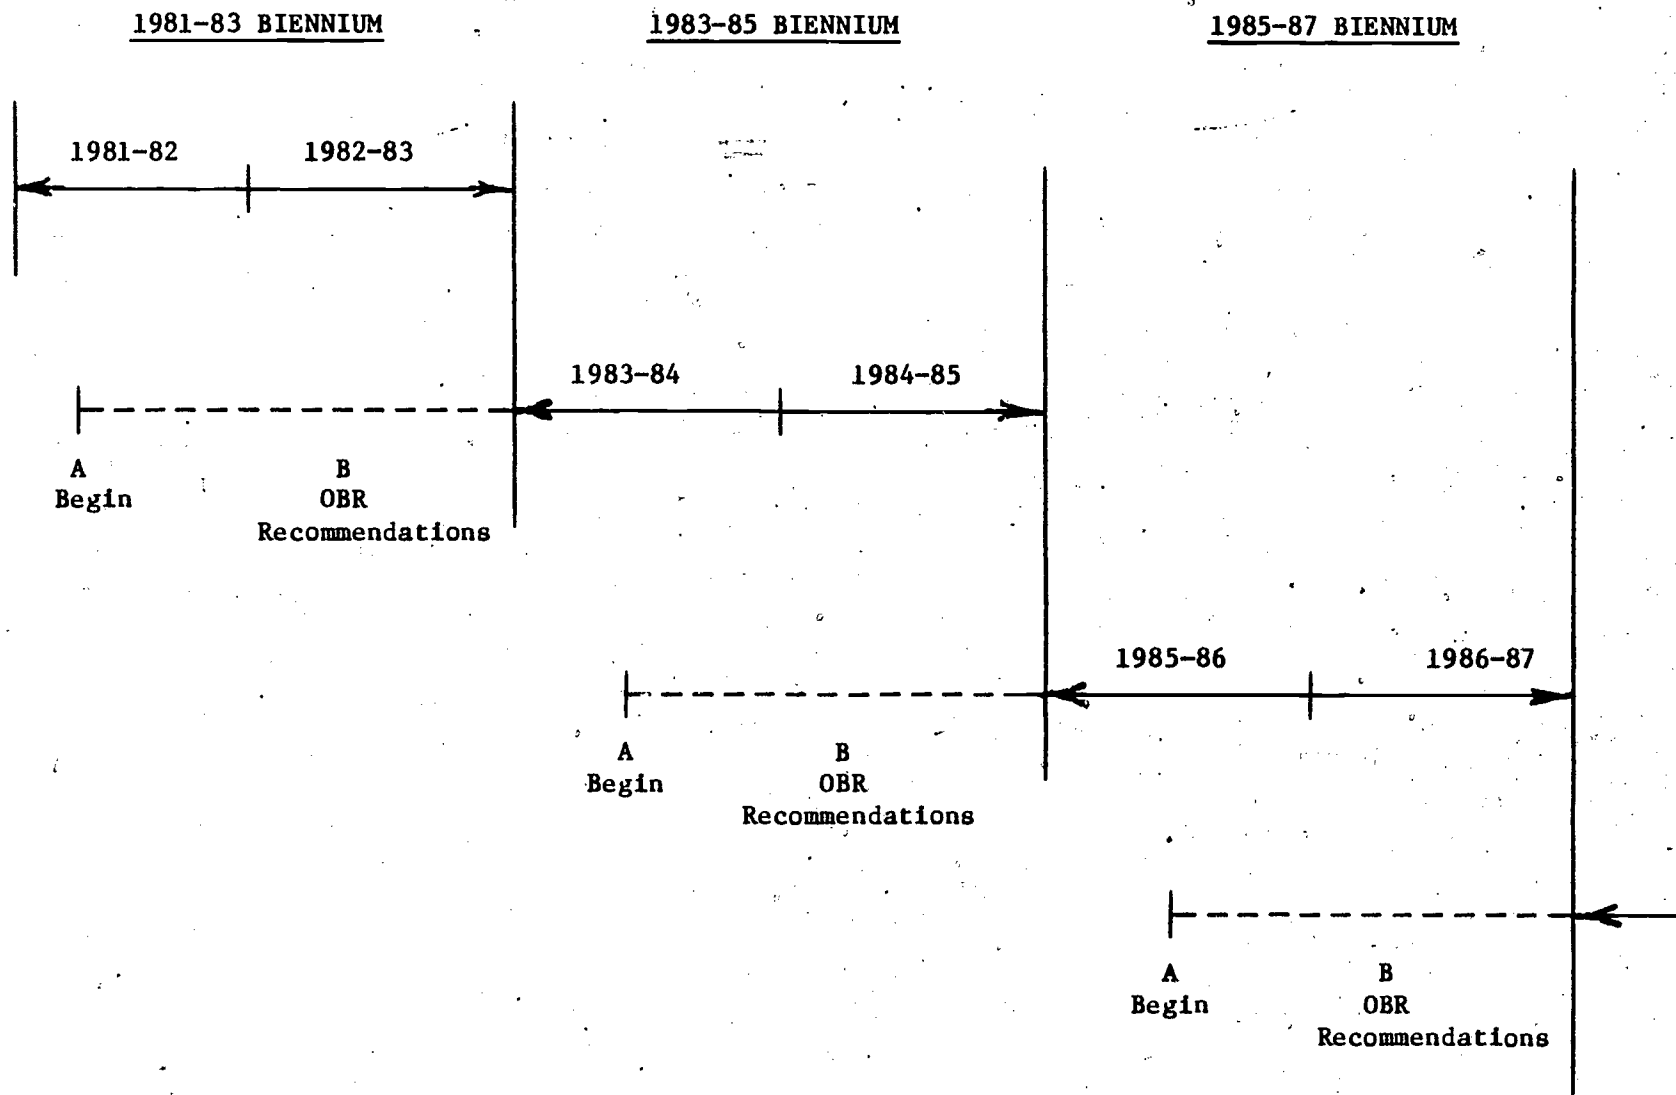 1981-83 BIENNIUM
1983-85 BIENNIUM
1985-87 BIENNIUM
1981-82
1982-83
1983-84
1984-85
A
Begin
B
OBR
Recommendations
1985-86
1986-87
A
Begin
B
OBR
Recommendations
A
Begin
B
OBR
Recommendations